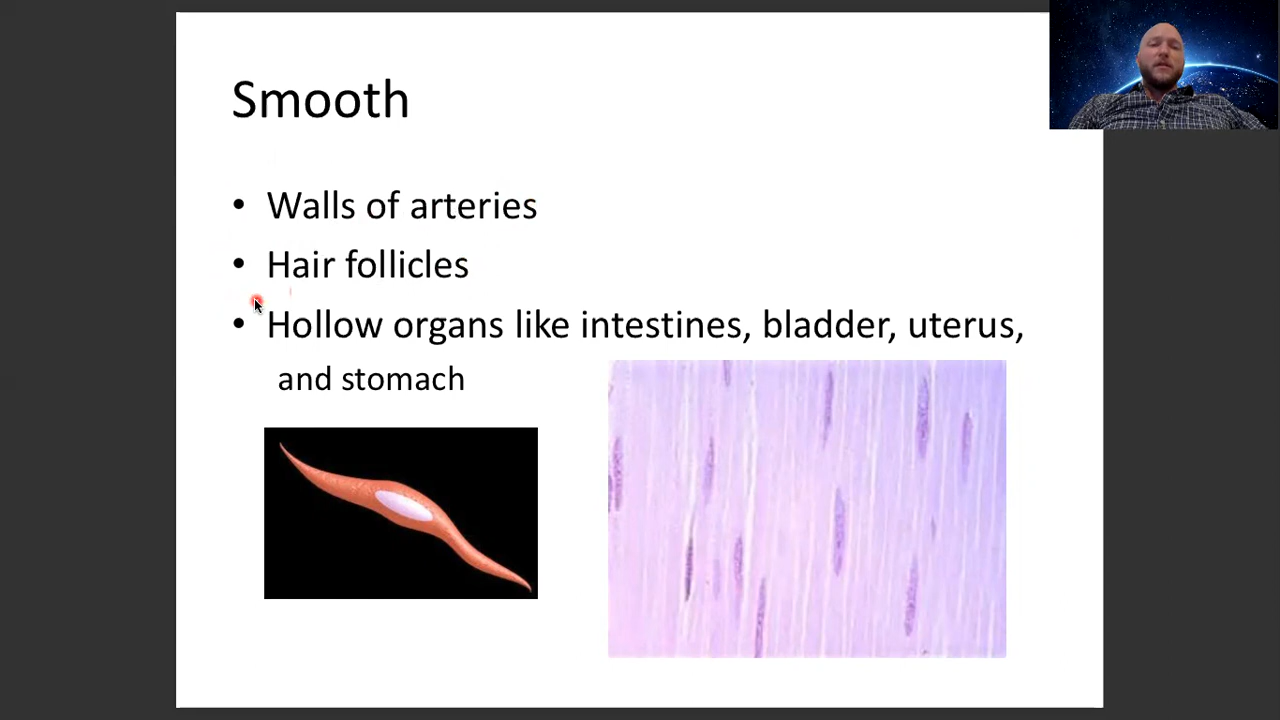 Smooth
• Walls of arteries
• Hair follicles
• Hollow organs like intestines, bladder, uterus,
and stomach